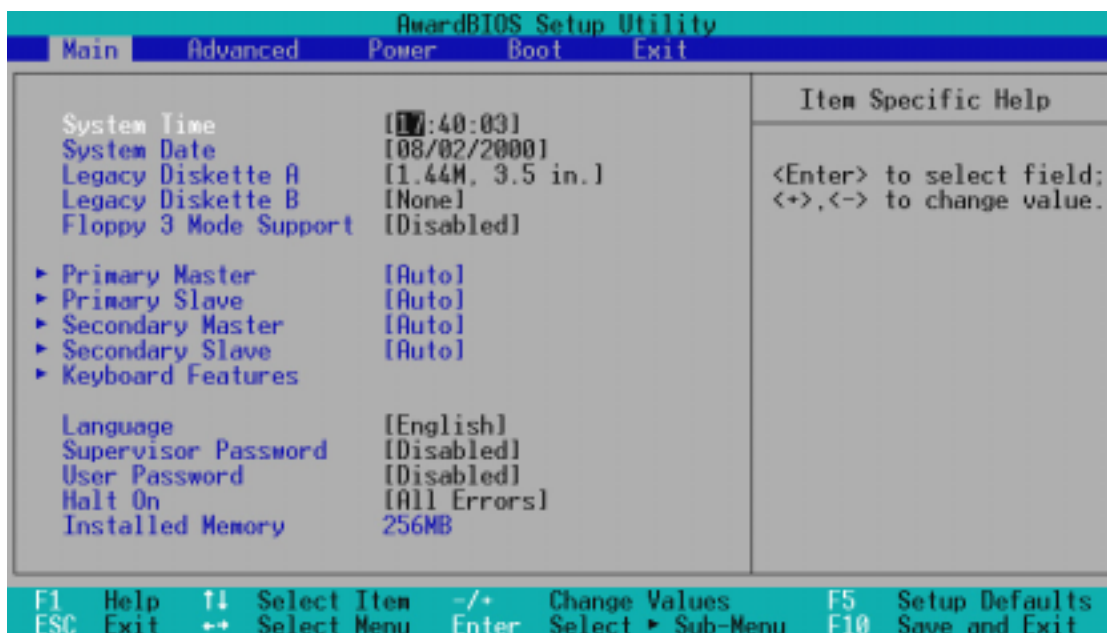 AwardBIOS Setup Utility
Main Advanced Power Boot Exit
Item Specific Help
System Time [17:40:03]
System Date [08/02/2000]
Legacy Diskette A [1.44M, 3.5 in.]
Legacy Diskette B [None]
Floppy 3 Mode Support [Disabled]
<Enter> to select field;
<+>,<-> to change value.
▶ Primary Master [Auto]
▶ Primary Slave [Auto]
▶ Secondary Master [Auto]
▶ Secondary Slave [Auto]
▶ Keyboard Features
Language [English]
Supervisor Password [Disabled]
User Password [Disabled]
Halt On [All Errors]
Installed Memory 256MB
F1 Help ↑↓ Select Item -/+ Change Values F5 Setup Defaults
ESC Exit ←→ Select Menu Enter Select ▶ Sub-Menu F10 Save and Exit